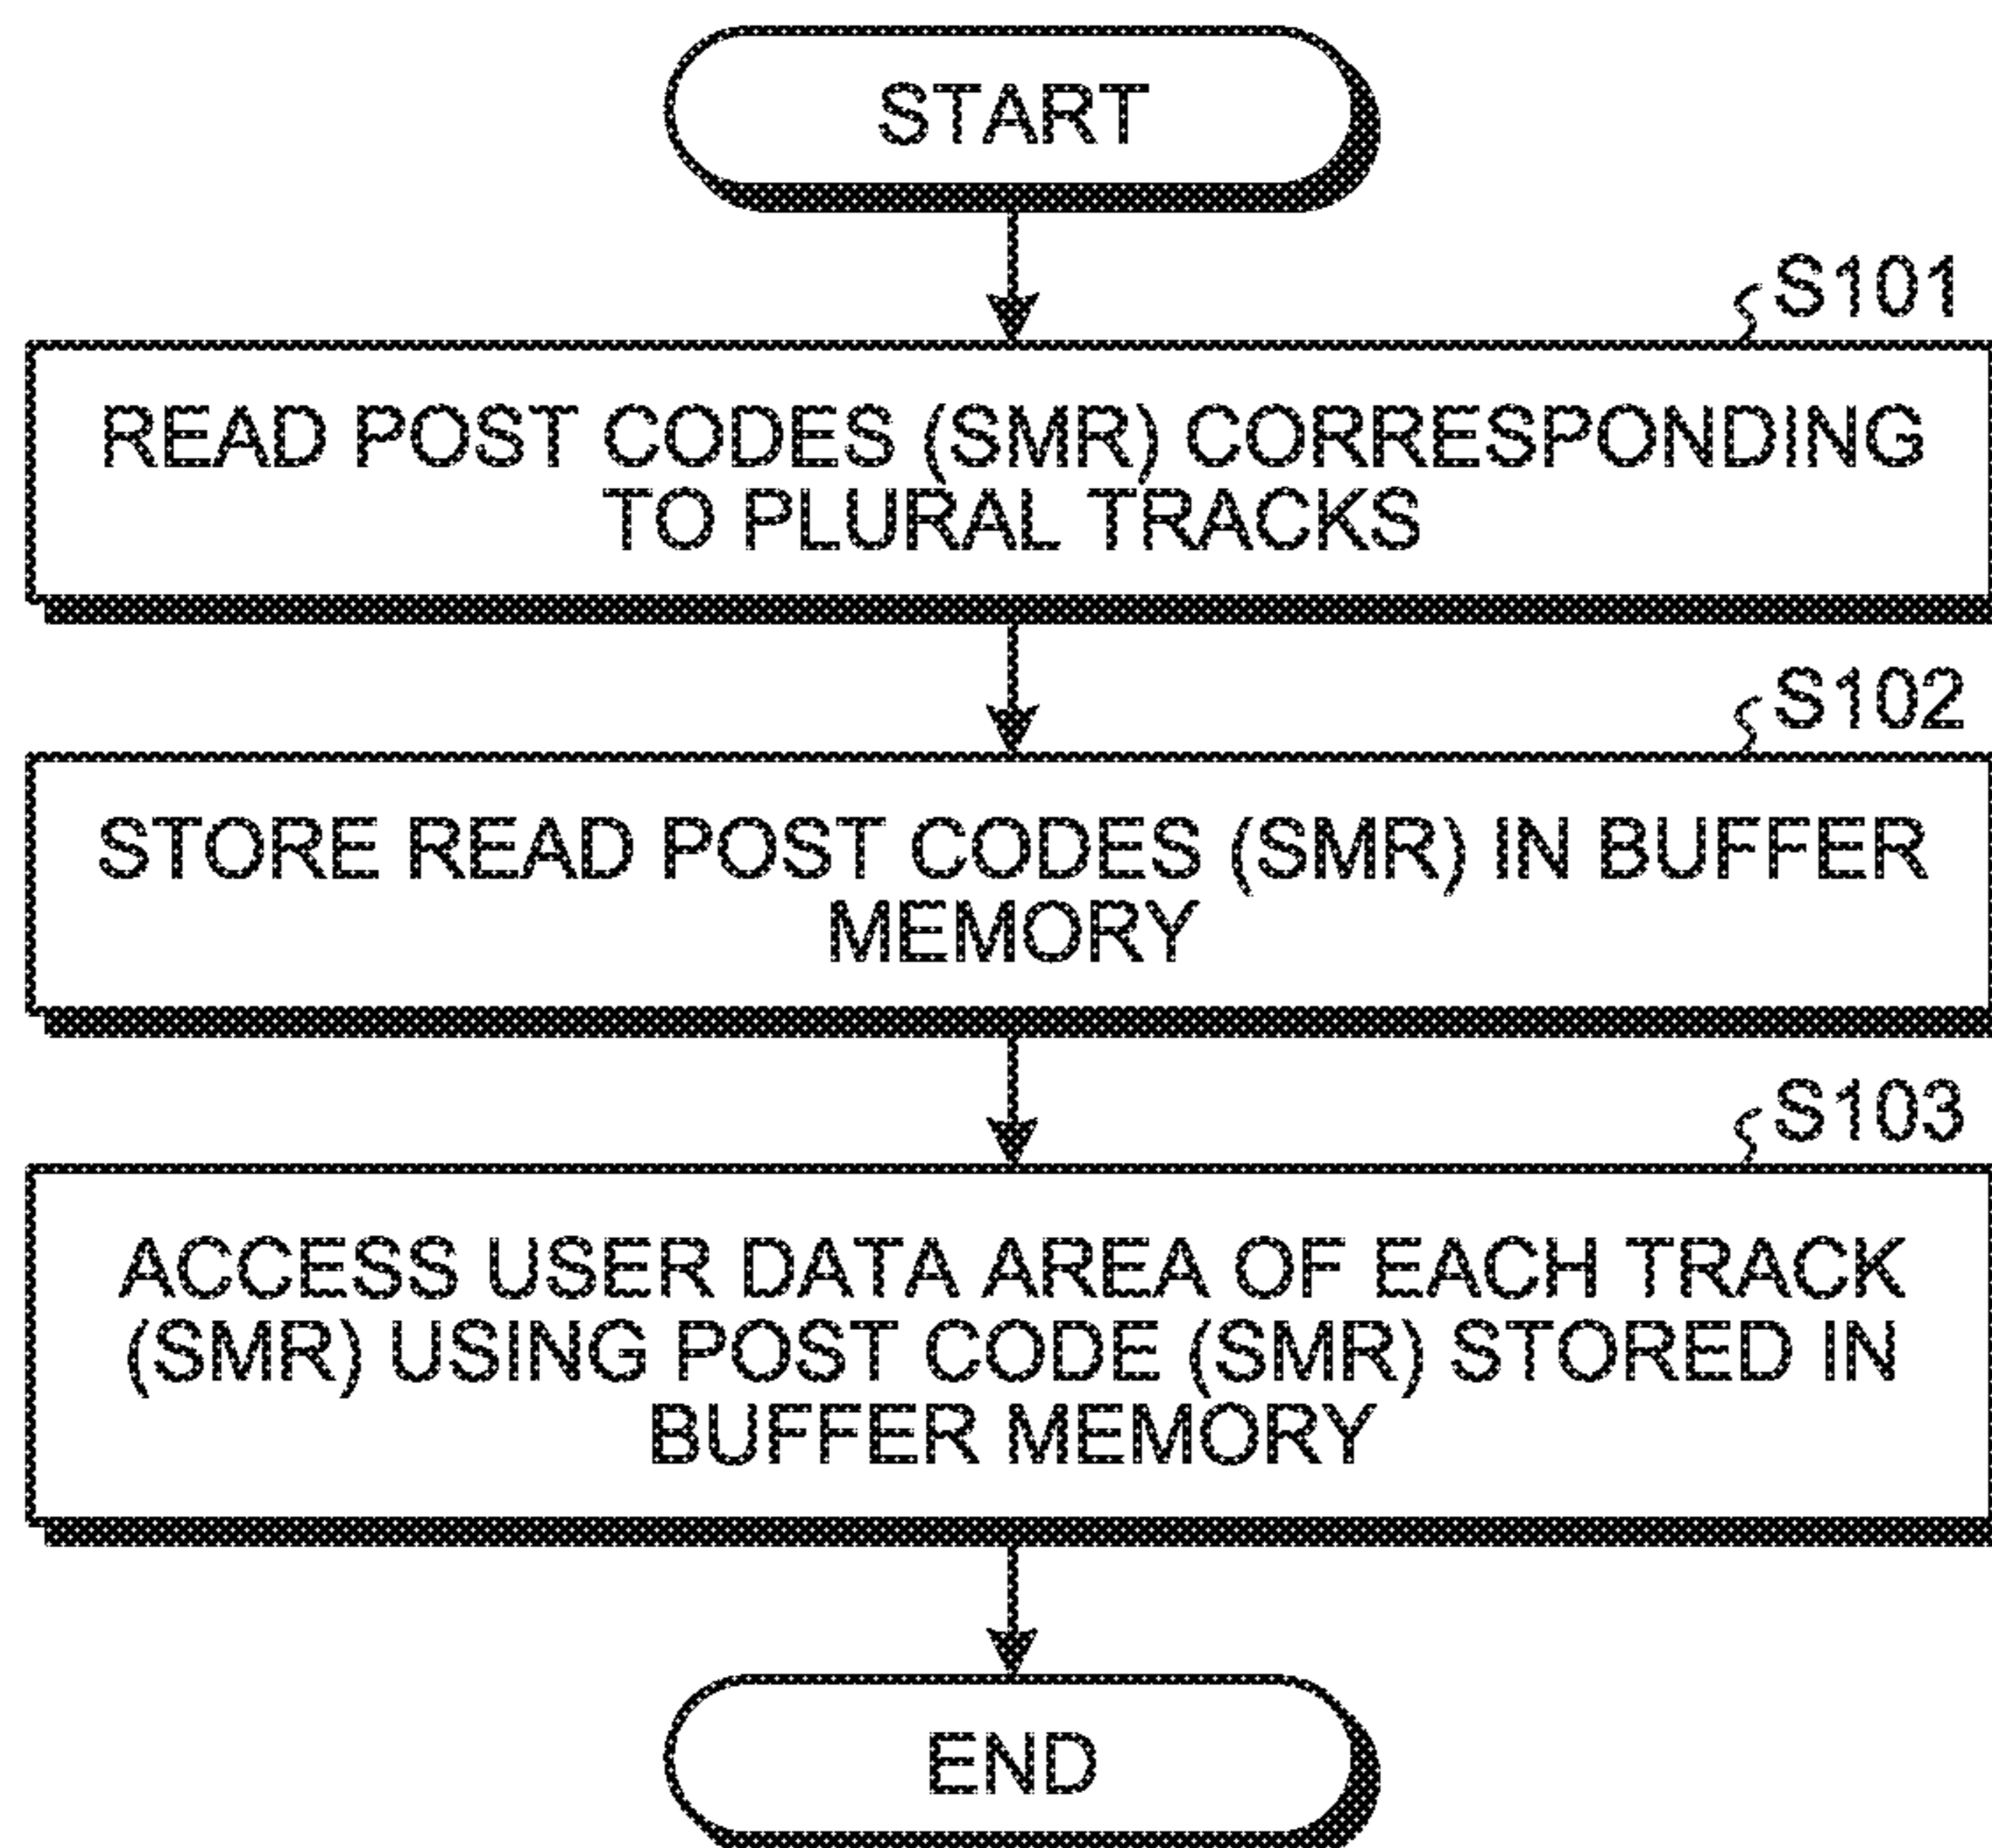 START
S101
READ POST CODES (SMR) CORRESPONDING
TO PLURAL TRACKS
S102
STORE READ POST CODES (SMR) IN BUFFER
MEMORY
S103
ACCESS USER DATA AREA OF EACH TRACK
(SMR) USING POST CODE (SMR) STORED IN
BUFFER MEMORY
END